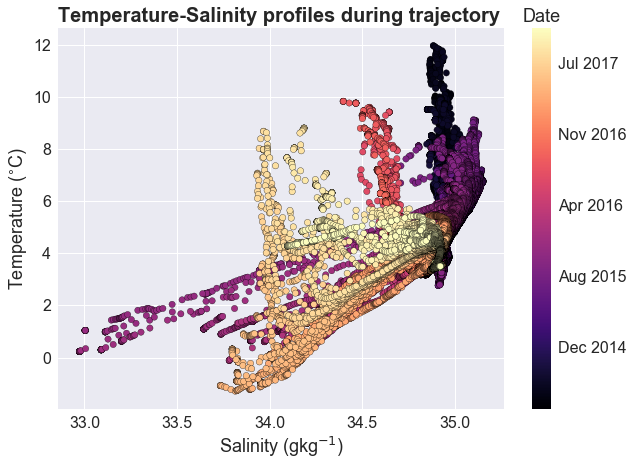 Temperature-Salinity profiles during trajectory
Date
12
10
8
6
4
2
0
Temperature (°C)
33.0 33.5 34.0 34.5 35.0
Salinity (gkg⁻¹)
Jul 2017
Nov 2016
Apr 2016
Aug 2015
Dec 2014